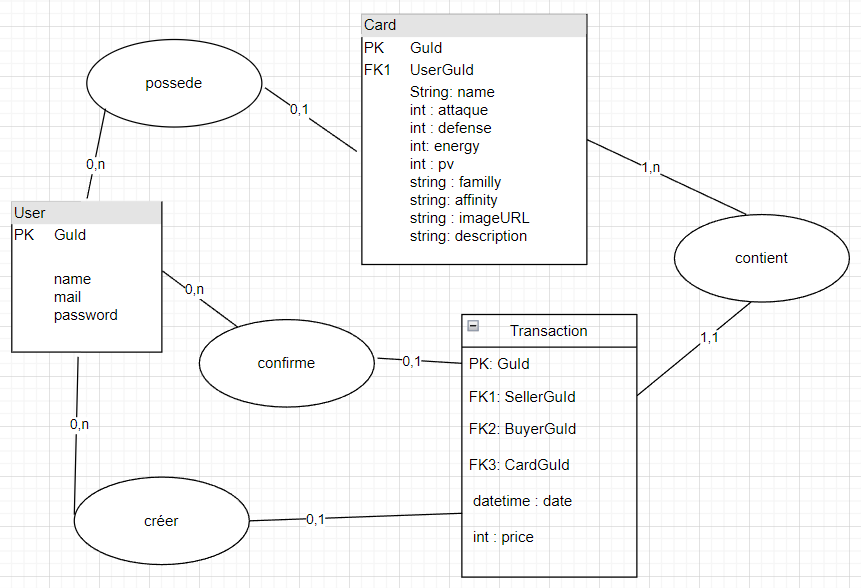 Card
PK GuId
FK1 UserGuId
String: name
int : attaque
int : defense
int: energy
int : pv
string : familly
string: affinity
string : imageURL
string: description
possede
0,1
0,n
1,n
User
PK GuId
name
mail
password
contient
0,n
1,1
confirme
0,1
Transaction
PK: GuId
FK1: SellerGuId
FK2: BuyerGuId
FK3: CardGuId
datetime : date
int : price
0,n
créer
0,1